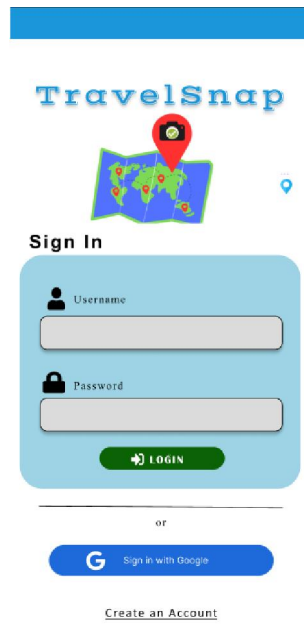 TravelSnap
Sign In
Username
Password
LOGIN
or
G Sign in with Google
Create an Account